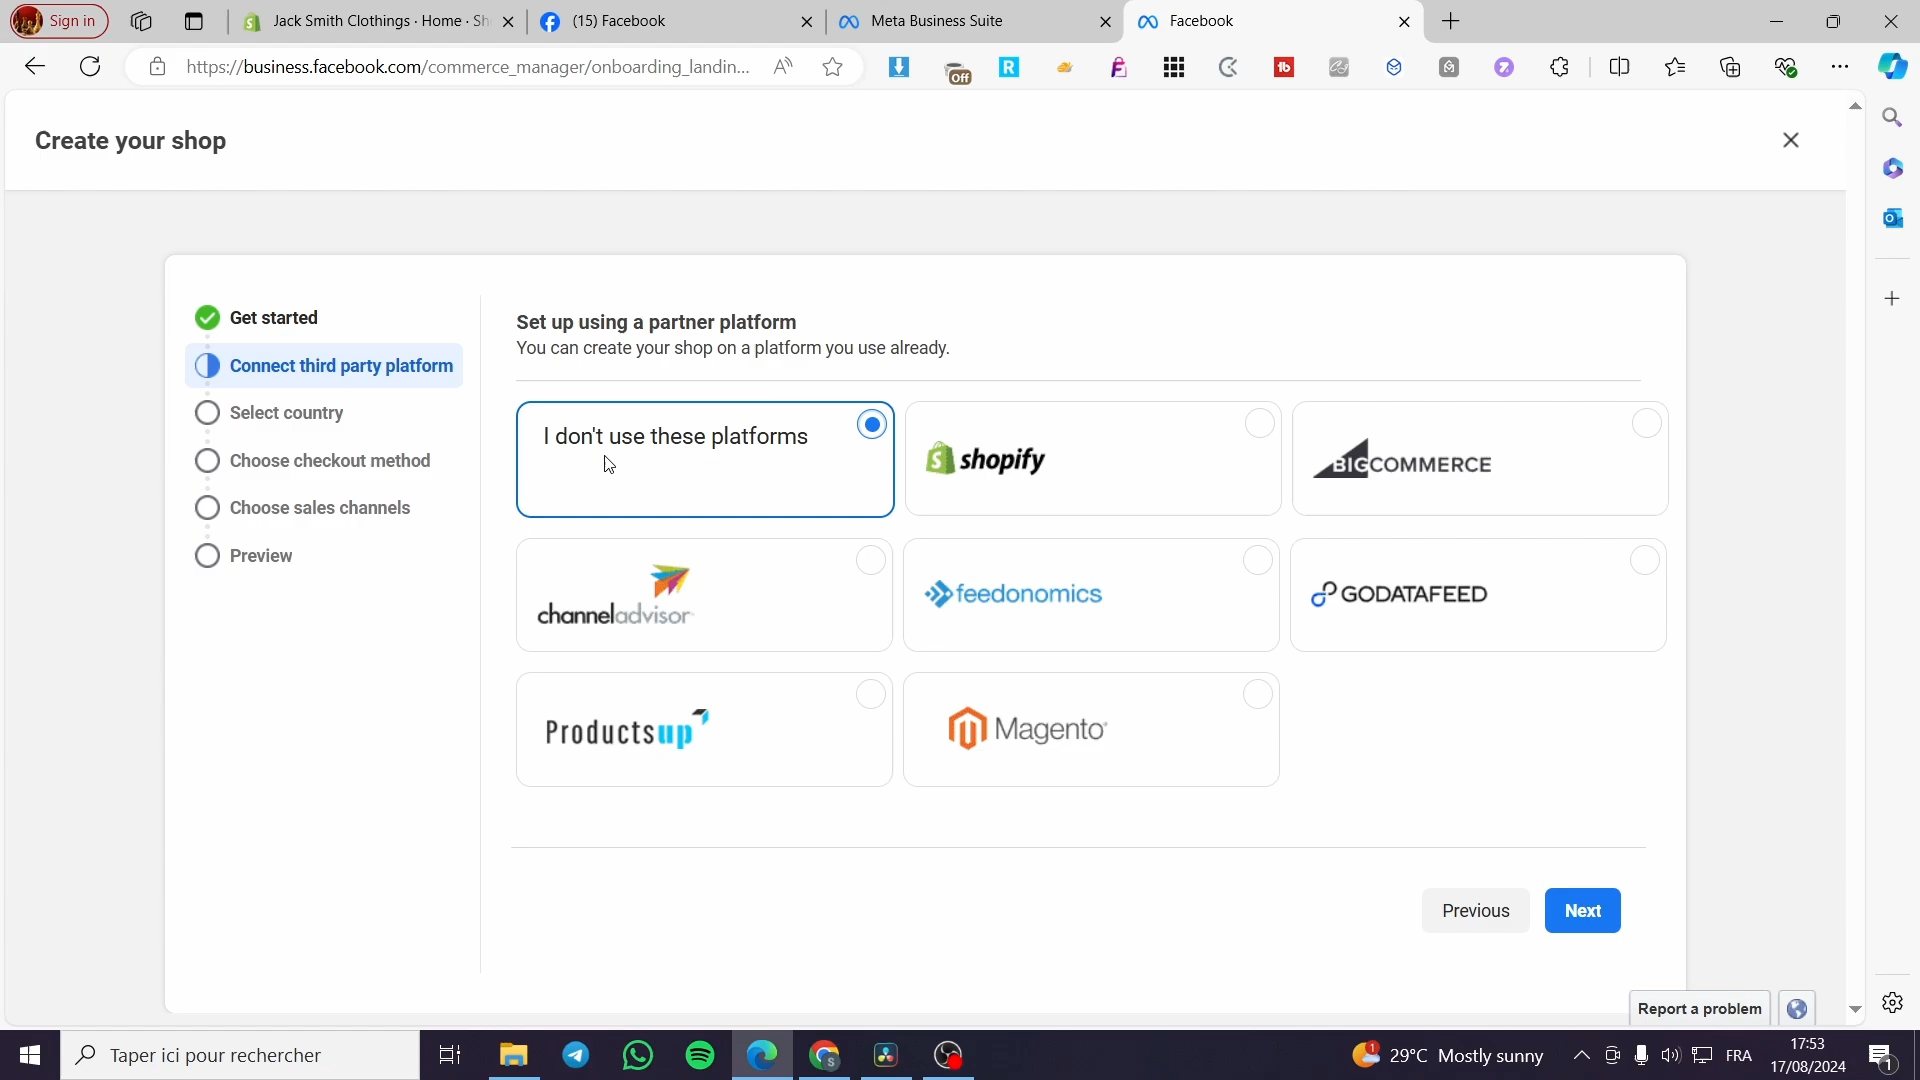 Sign in
Jack Smith Clothings · Home · Sh
(15) Facebook
Meta Business Suite
Facebook
https://business.facebook.com/commerce_manager/onboarding_landin...
Off
Create your shop
Get started
Connect third party platform
Select country
Choose checkout method
Choose sales channels
Preview
Set up using a partner platform
You can create your shop on a platform you use already.
I don't use these platforms
shopify
BIGCOMMERCE
channeladvisor
feedonomics
GODATAFEED
Productsup
Magento
Previous
Next
Report a problem
Taper ici pour rechercher
1
29°C Mostly sunny
FRA
17:53
17/08/2024
1